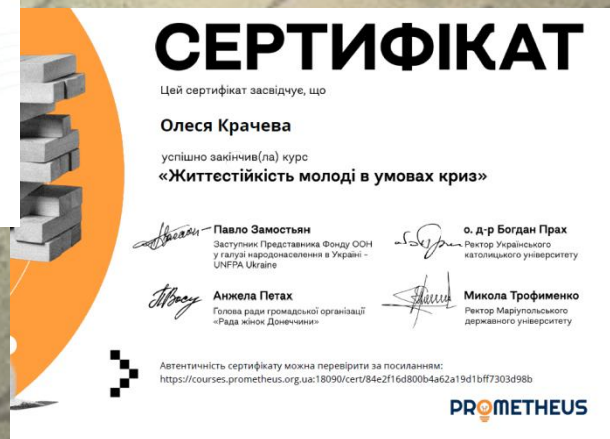 СЕРТИФІКАТ
Цей сертифікат засвідчує, що
Олеся Крачева
успішно закінчив(ла) курс
«Життєстійкість молоді в умовах криз»
Павло Замостьян
Заступник Представника Фонду ООН
у галузі народонаселення в Україні –
UNFPA Ukraine
о. д-р Богдан Прах
Ректор Українського
католицького університету
Анжела Петах
Голова ради громадської організації
«Рада жінок Донеччини»
Микола Трофименко
Ректор Маріупольського
державного університету
Автентичність сертифікату можна перевірити за посиланням:
https://courses.prometheus.org.ua:18090/cert/84e2f16d800b4a62a19d1bff7303d98b
PROMETHEUS